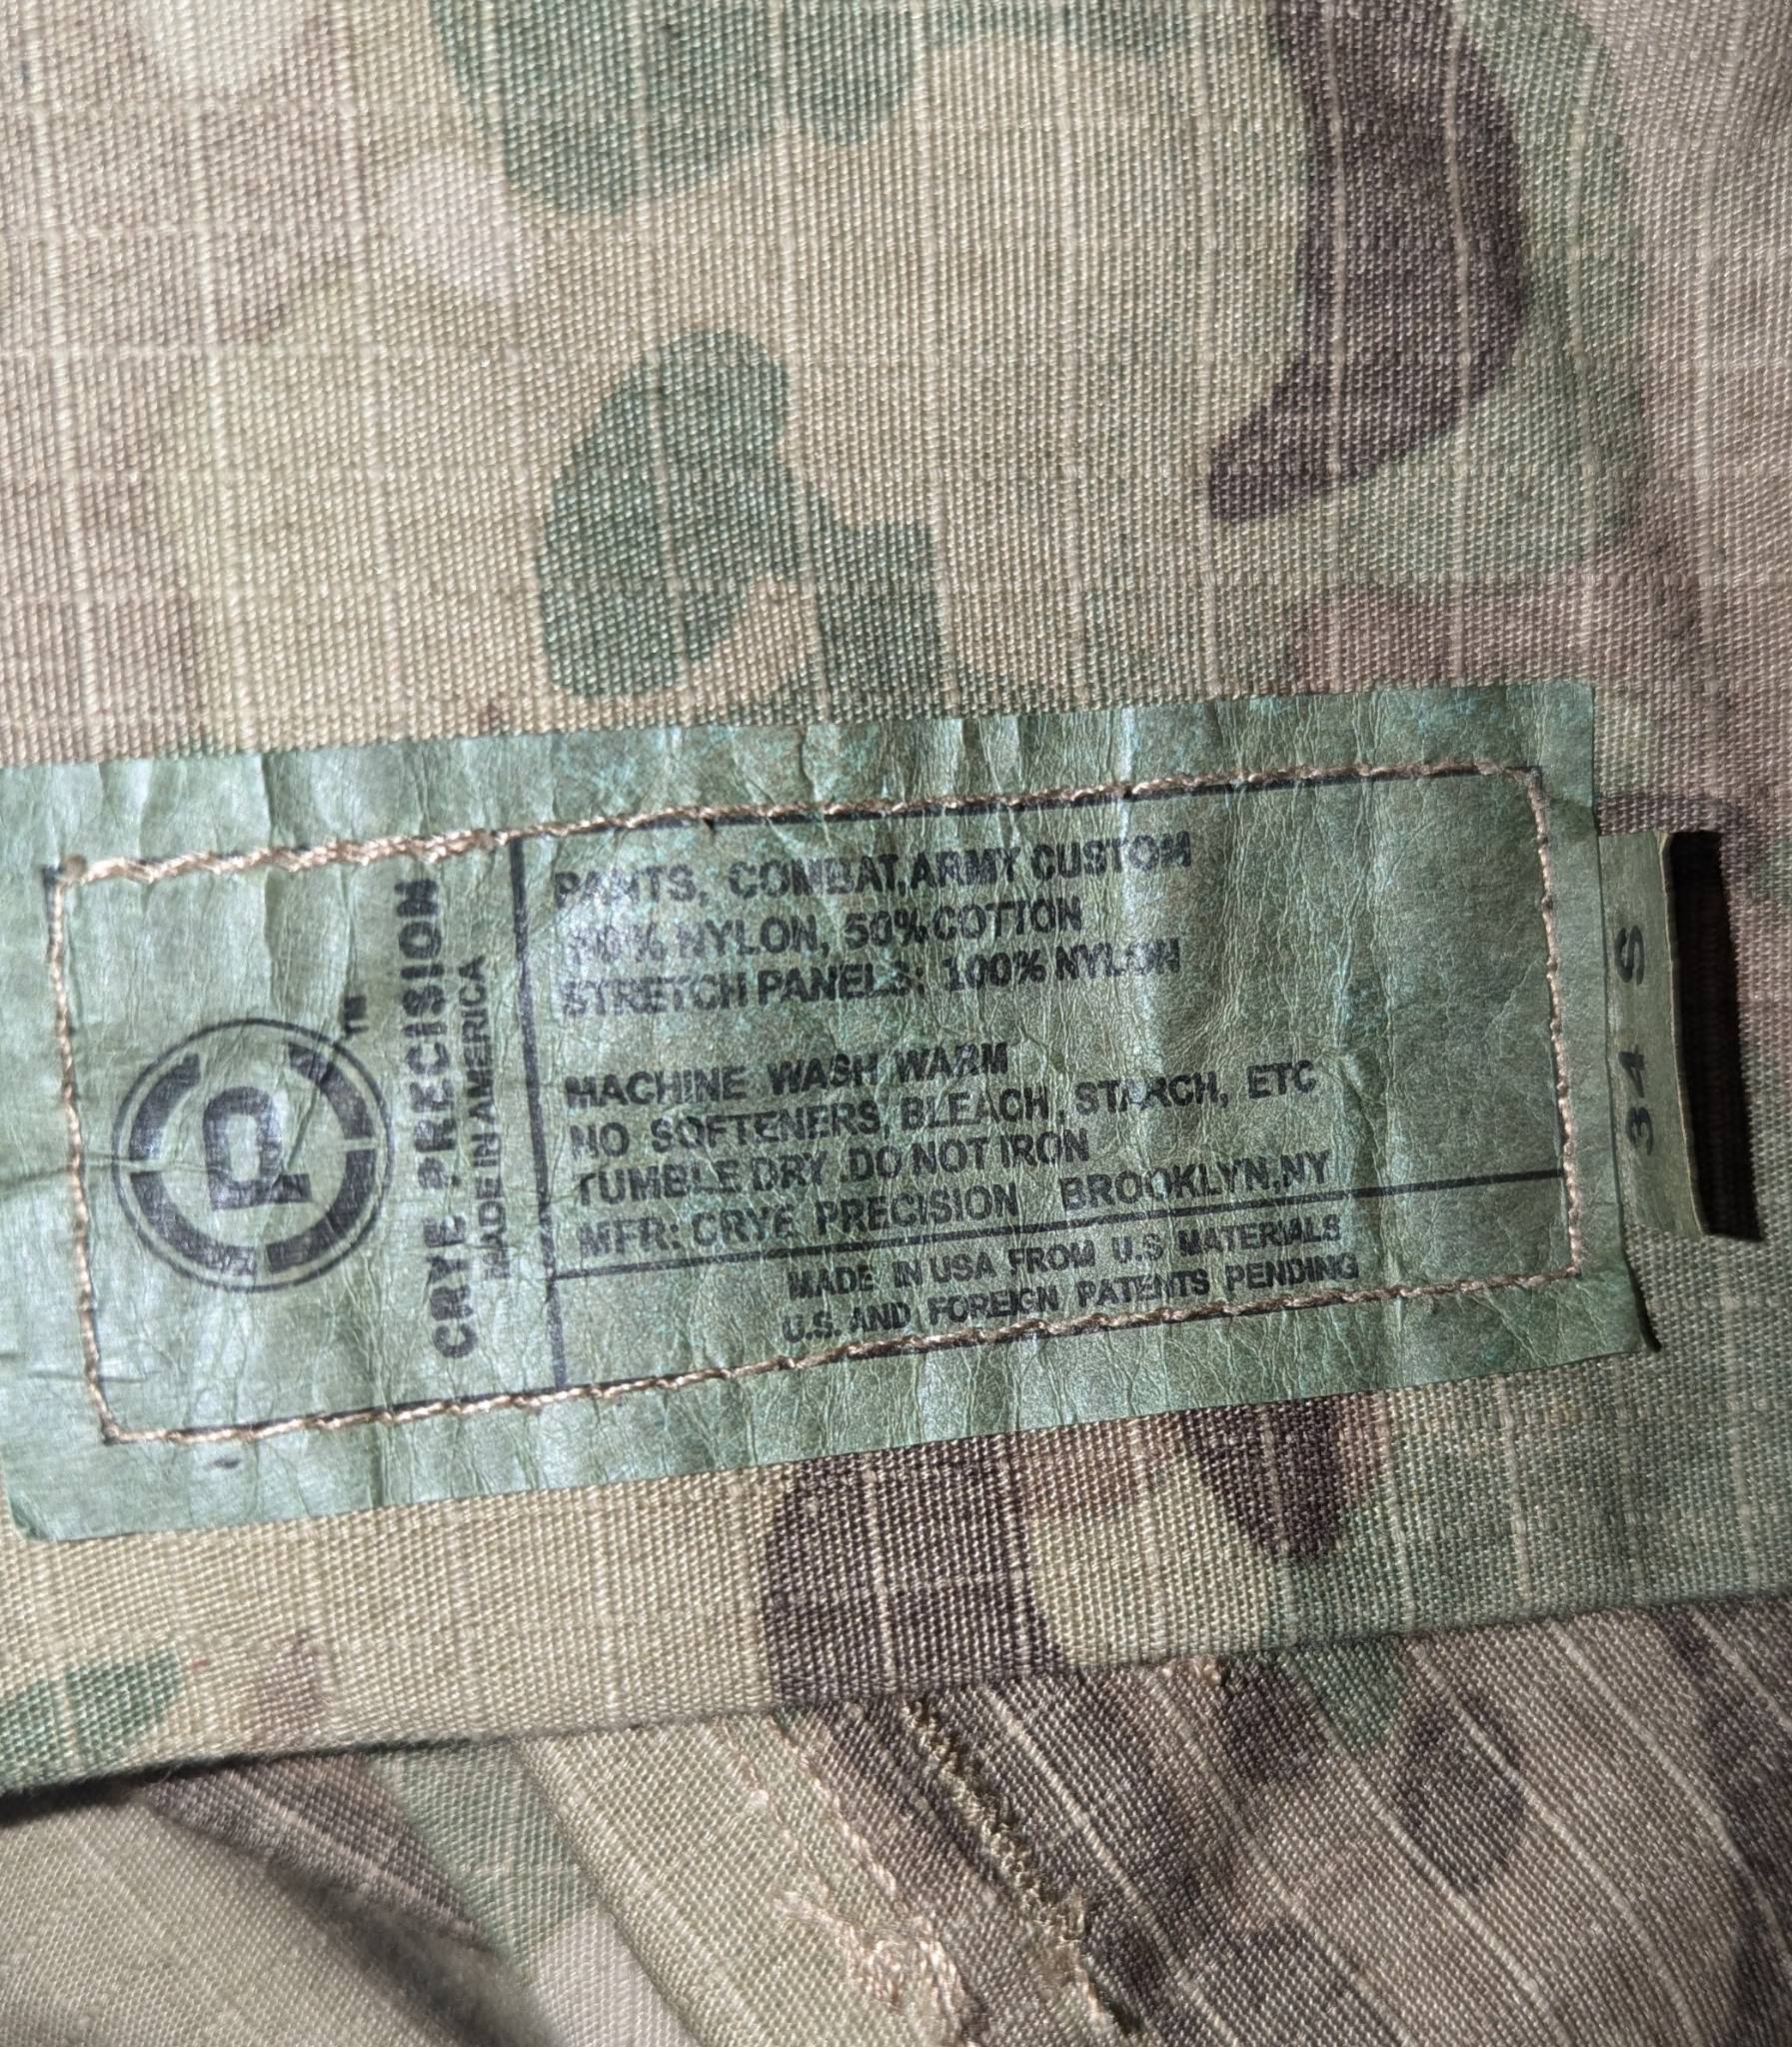 CRYE PRECISION
MADE IN AMERICA
TM
PANTS, COMBAT, ARMY CUSTOM
50% NYLON, 50% COTTON
STRETCH PANELS: 100% NYLON
MACHINE WASH WARM
NO SOFTENERS, BLEACH, STARCH, ETC
TUMBLE DRY .DO NOT IRON
MFR: CRYE PRECISION BROOKLYN,NY
MADE IN USA FROM U.S MATERIALS
U.S. AND FOREIGN PATENTS PENDING
34 S